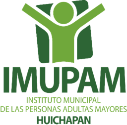 IMUPAM
INSTITUTO MUNICIPAL
DE LAS PERSONAS ADULTAS MAYORES
HUICHAPAN